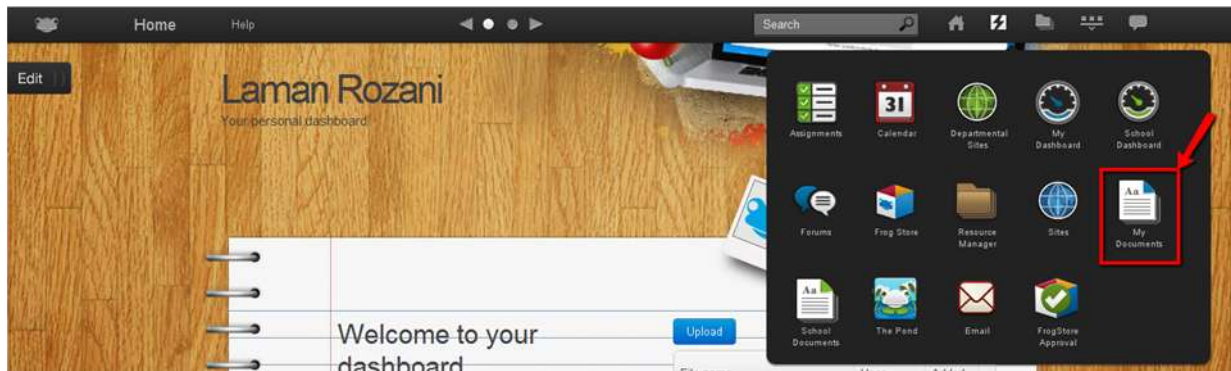 Home
Help
Search
Edit
Laman Rozani
Your personal dashboard
Assignments
Calendar
31
Departmental
Sites
My
Dashboard
School
Dashboard
Forums
Frog Store
Resource
Manager
Sites
Aa
My
Documents
Aa
School
Documents
The Pond
Email
FrogStore
Approval
Welcome to your
dashboard
Upload